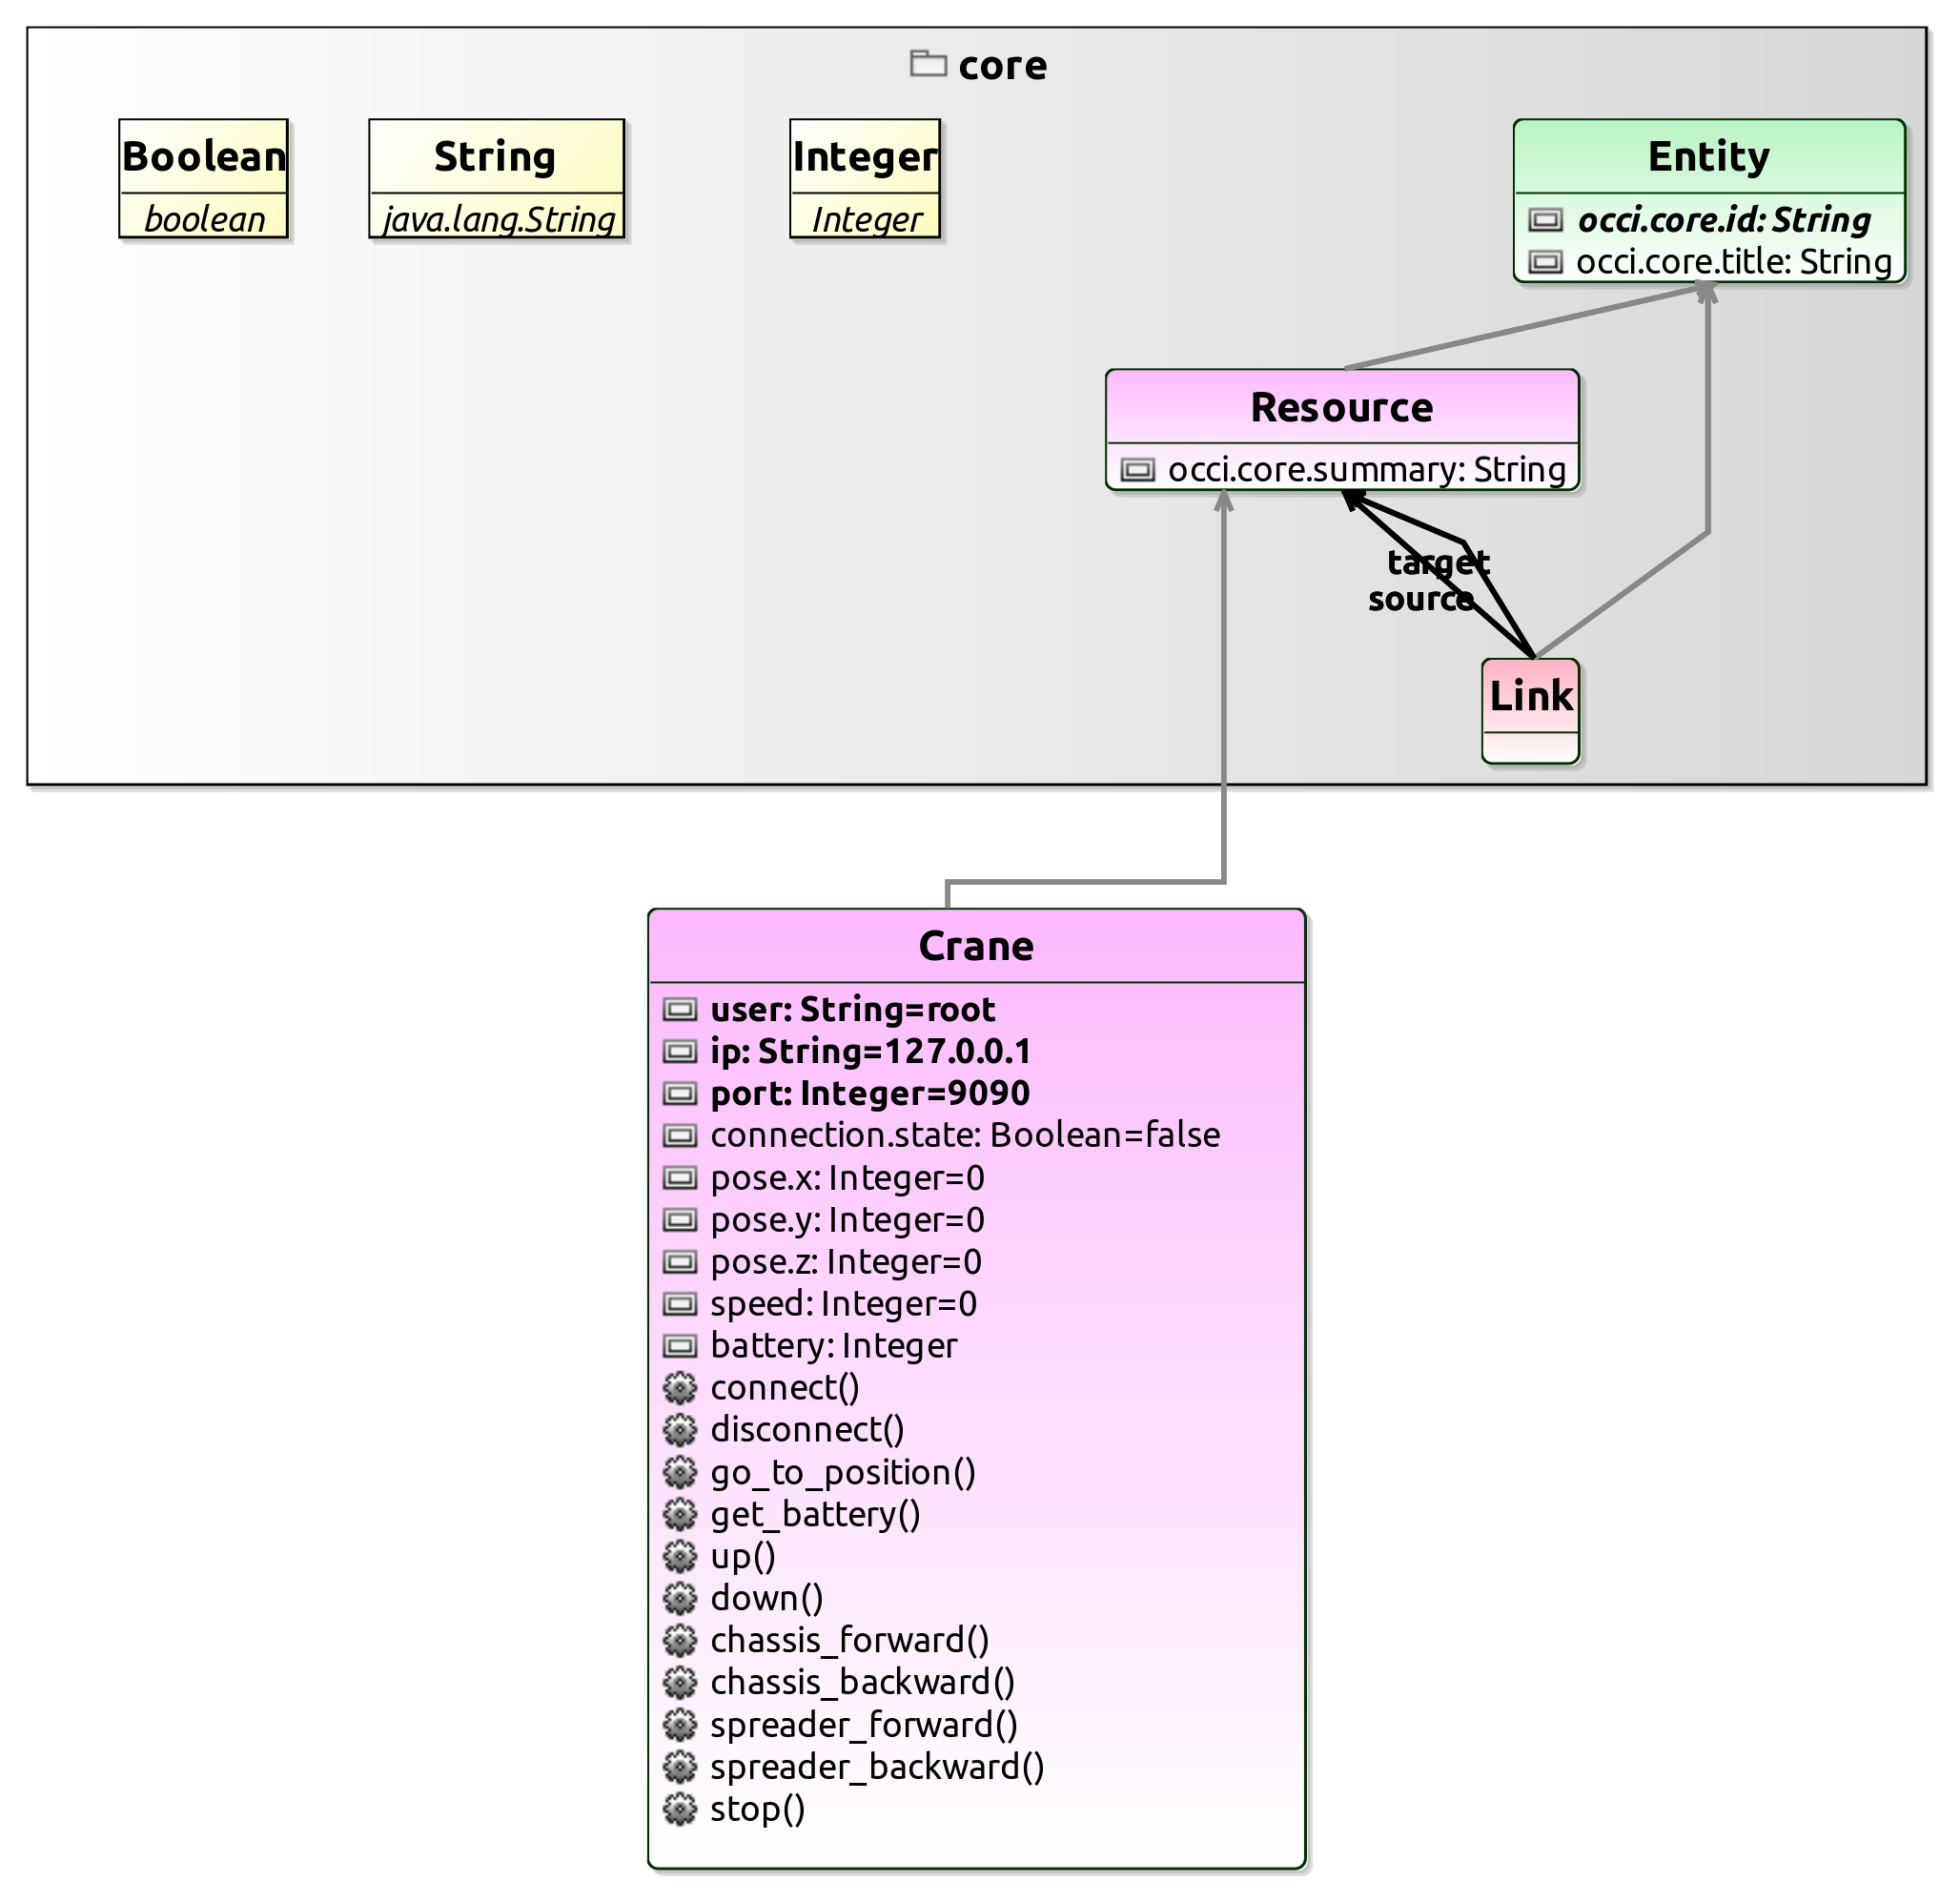 core
Boolean
boolean
String
java.lang.String
Integer
Integer
Entity
occi.core.id: String
occi.core.title: String
Resource
occi.core.summary: String
target
source
Link
Crane
user: String=root
ip: String=127.0.0.1
port: Integer=9090
connection.state: Boolean=false
pose.x: Integer=0
pose.y: Integer=0
pose.z: Integer=0
speed: Integer=0
battery: Integer
connect()
disconnect()
go_to_position()
get_battery()
up()
down()
chassis_forward()
chassis_backward()
spreader_forward()
spreader_backward()
stop()